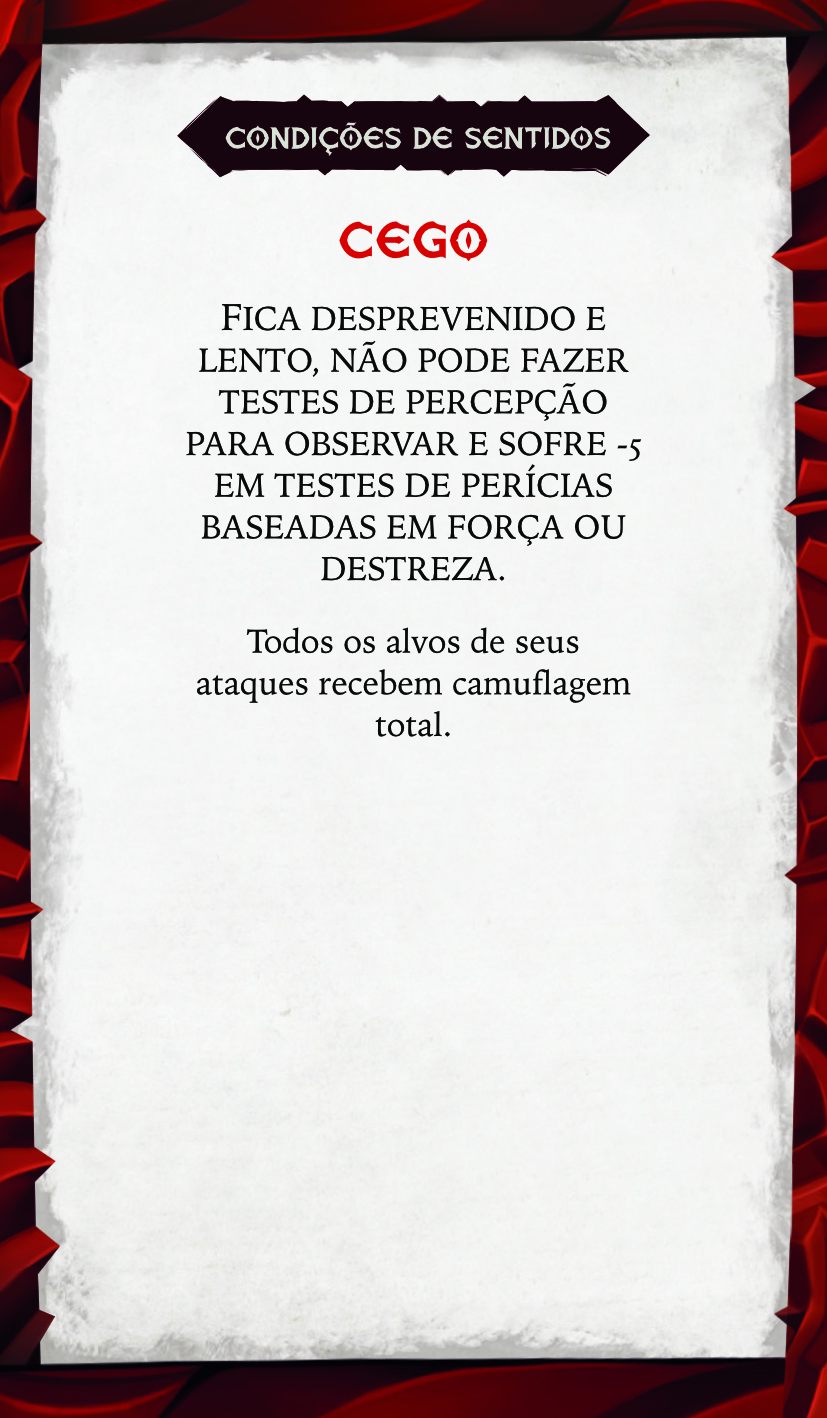 CONDIÇÕES DE SENTIDOS
CEGO
FICA DESPREVENIDO E
LENTO, NÃO PODE FAZER
TESTES DE PERCEPÇÃO
PARA OBSERVAR E SOFRE -5
EM TESTES DE PERÍCIAS
BASEADAS EM FORÇA OU
DESTREZA.
Todos os alvos de seus
ataques recebem camuflagem
total.